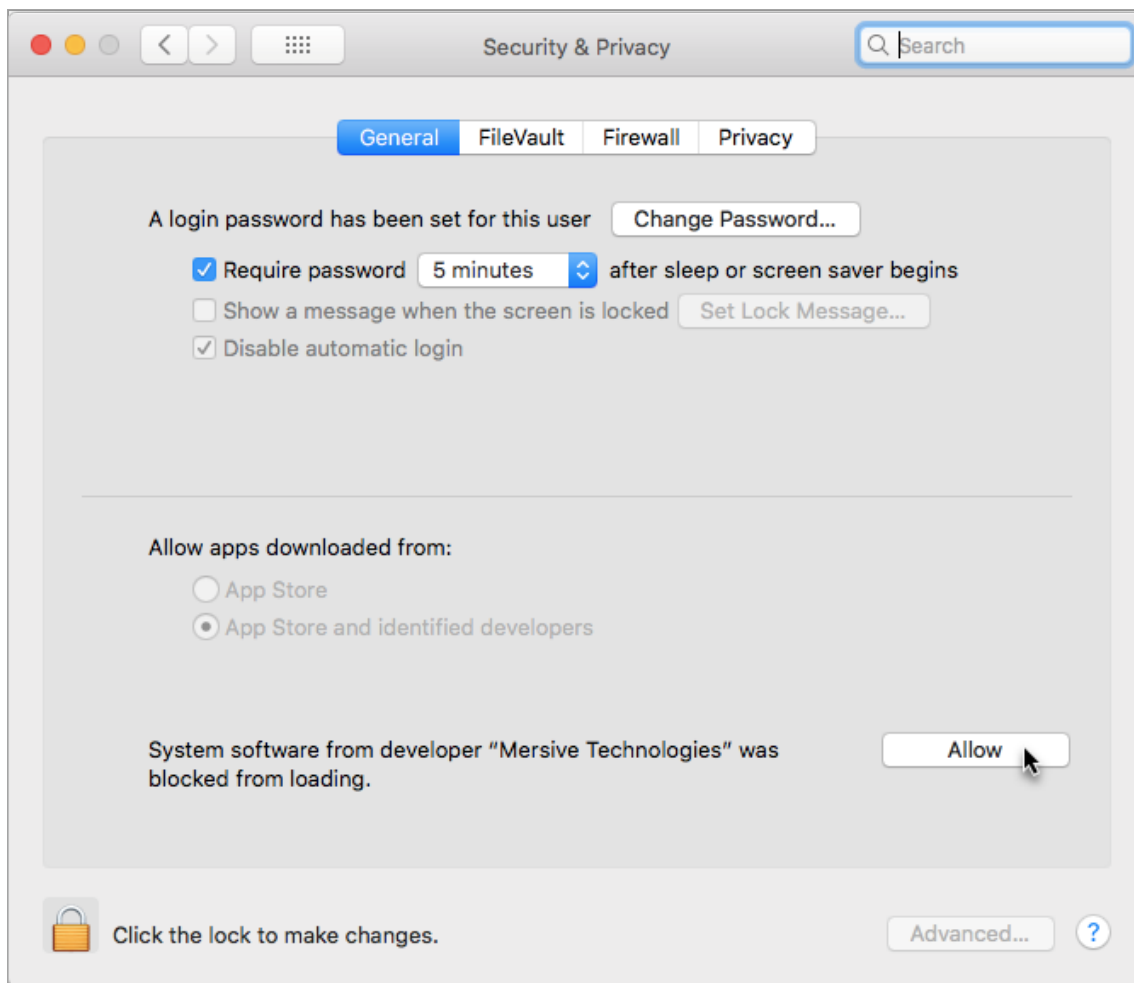 Security & Privacy
Search
General FileVault Firewall Privacy
A login password has been set for this user Change Password...
Require password 5 minutes after sleep or screen saver begins
Show a message when the screen is locked Set Lock Message...
Disable automatic login
Allow apps downloaded from:
App Store
App Store and identified developers
System software from developer "Mersive Technologies" was
blocked from loading.
Allow
Click the lock to make changes.
Advanced... ?